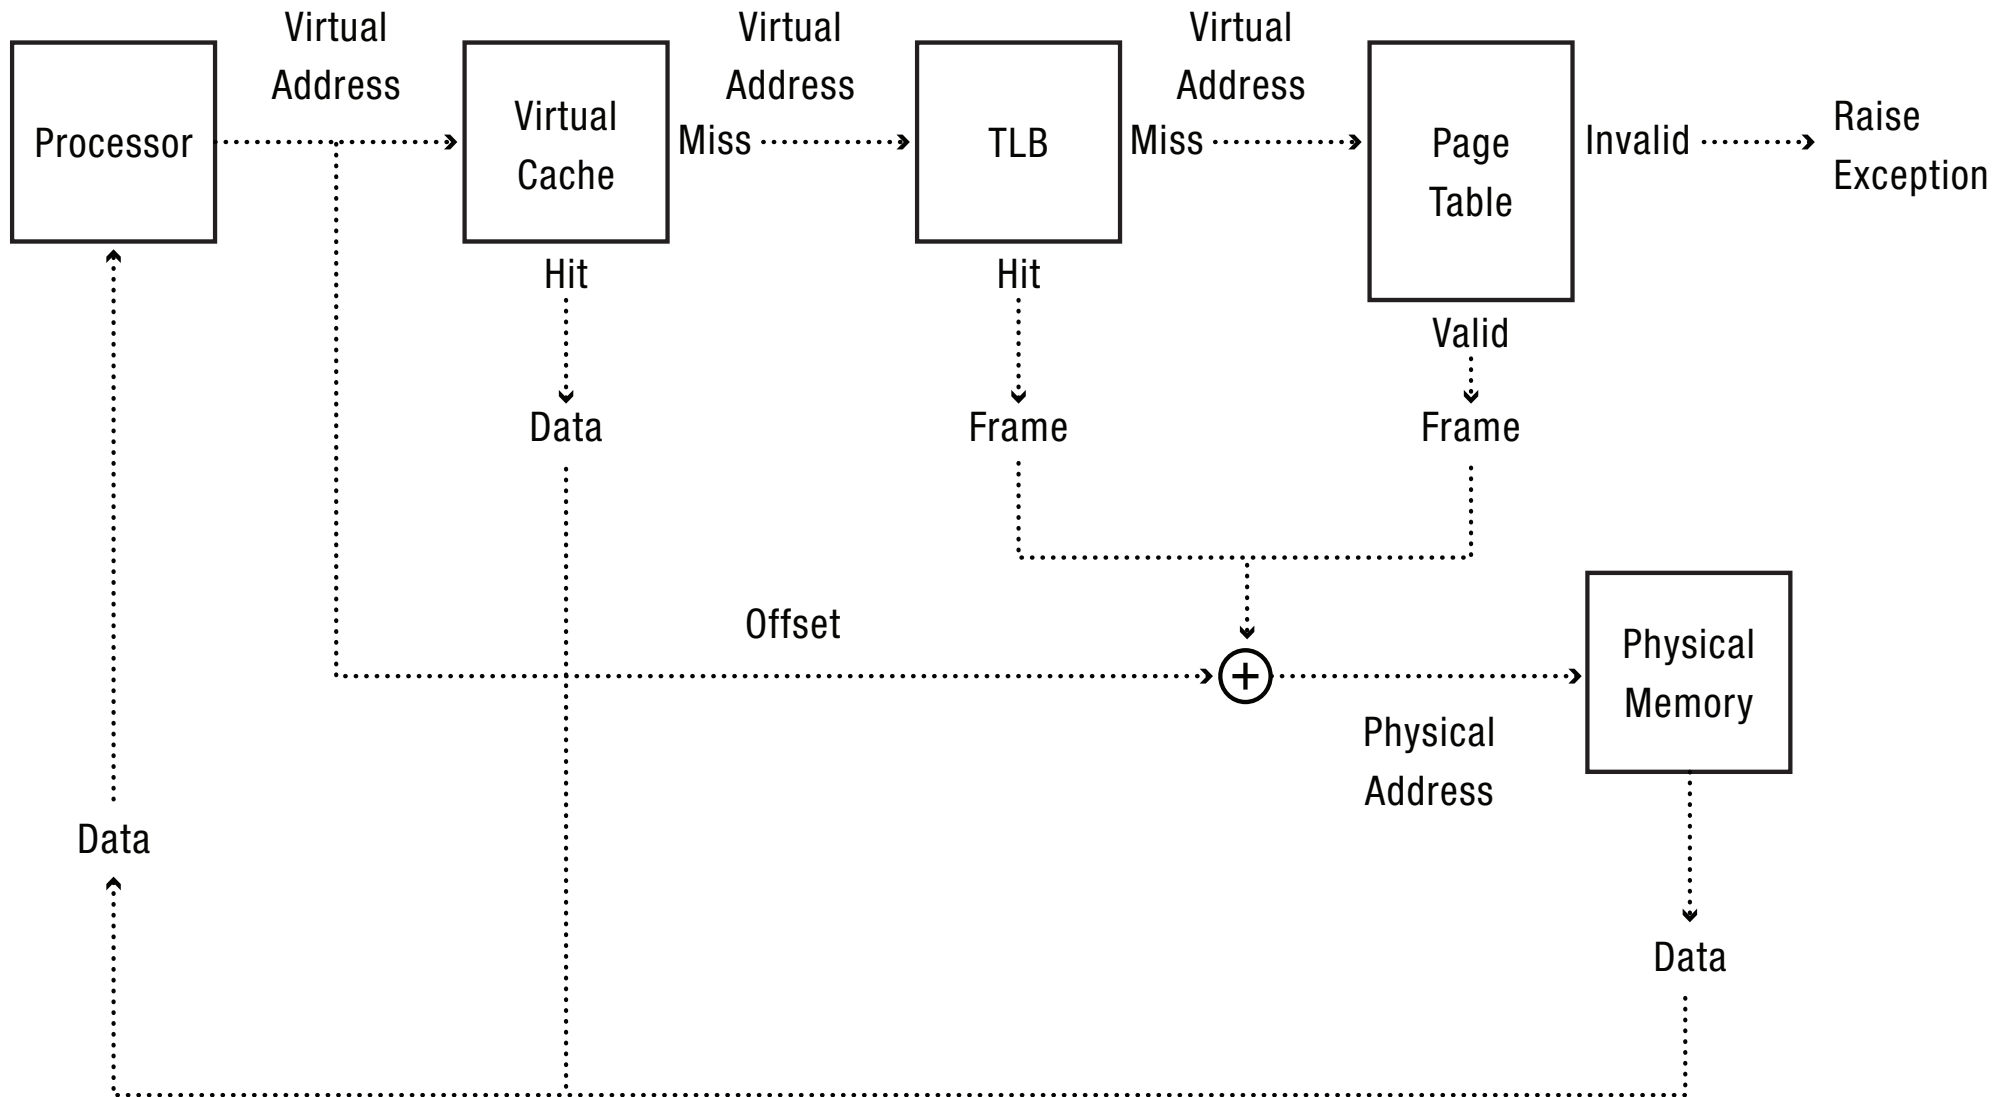 Virtual
Address
Virtual
Address
Virtual
Address
Processor
Virtual
Cache
Miss
TLB
Miss
Page
Table
Invalid
Raise
Exception
Hit
Hit
Valid
Data
Frame
Frame
Offset
+
Physical
Memory
Physical
Address
Data
Data